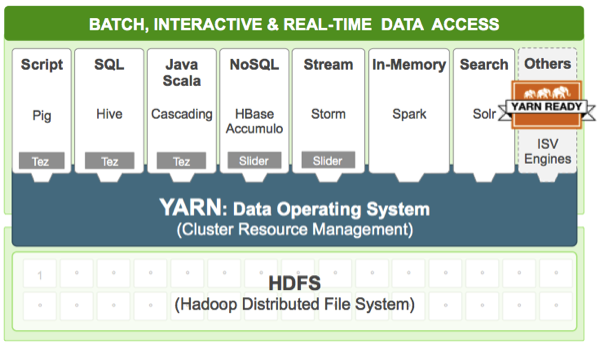 BATCH, INTERACTIVE & REAL-TIME DATA ACCESS
Script
Pig
Tez
SQL
Hive
Tez
Java
Scala
Cascading
Tez
NoSQL
HBase
Accumulo
Slider
Stream
Storm
Slider
In-Memory
Spark
Search
Solr
Others
YARN READY
ISV
Engines
YARN: Data Operating System
(Cluster Resource Management)
1
HDFS
(Hadoop Distributed File System)